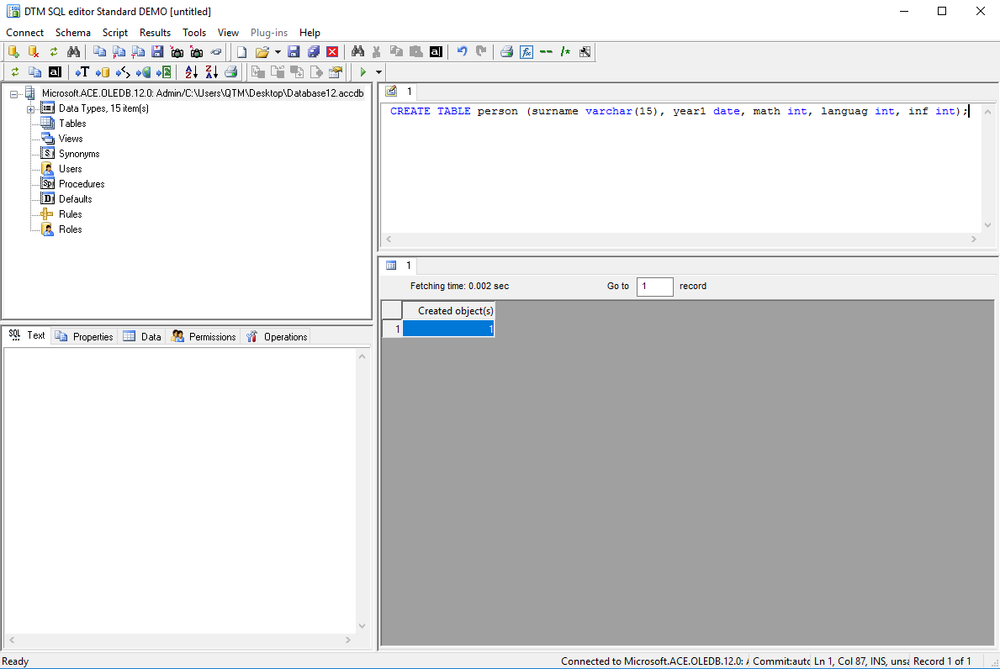 DTM SQL editor Standard DEMO [untitled]
Connect Schema Script Results Tools View Plug-ins Help
Microsoft.ACE.OLEDB.12.0: Admin/C:\Users\QTM\Desktop\Database12.accdb
Data Types, 15 item(s)
Tables
Views
Synonyms
Users
Procedures
Defaults
Rules
Roles
1
CREATE TABLE person (surname varchar(15), year1 date, math int, languag int, inf int);
1
Fetching time: 0.002 sec Go to 1 record
Created object(s)
1 1
SQL Text Properties Data Permissions Operations
Ready Connected to Microsoft.ACE.OLEDB.12.0: Commit:auto Ln 1, Col 87, INS, unsa Record 1 of 1